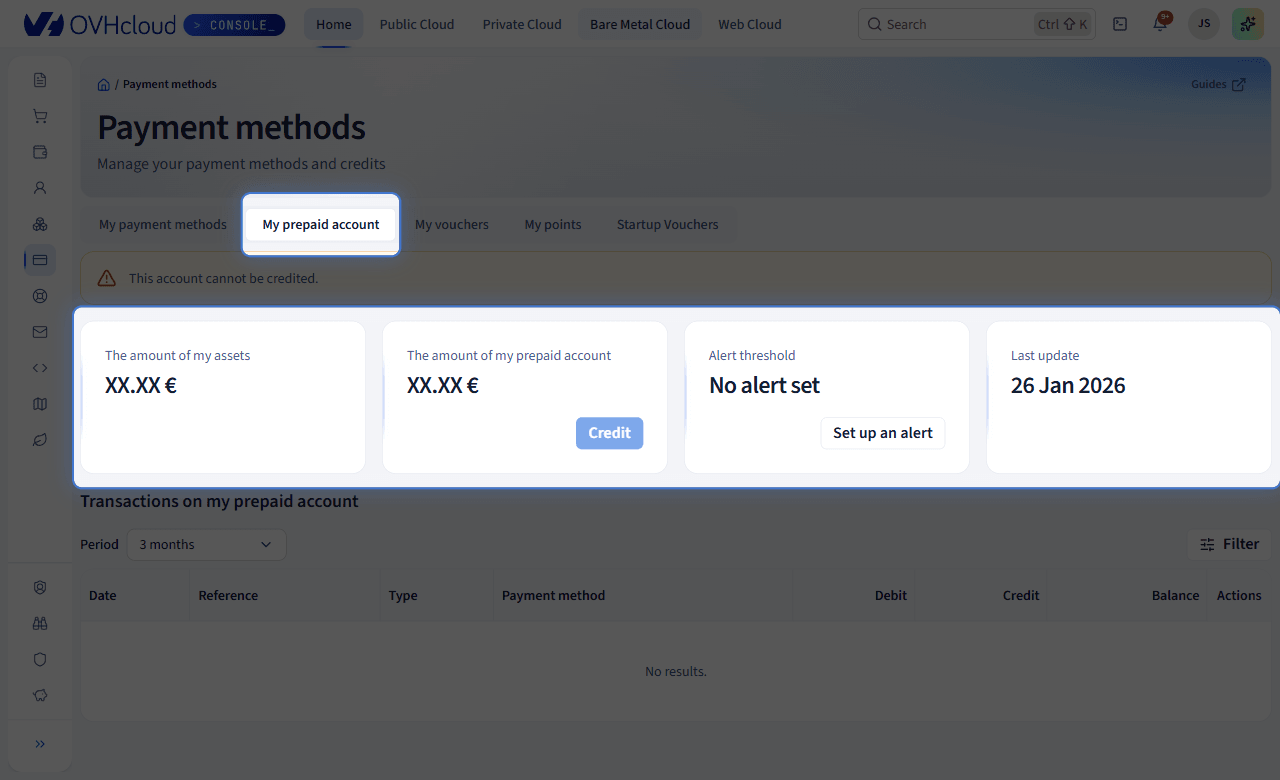 OVHcloud > CONSOLE_ Home Public Cloud Private Cloud Bare Metal Cloud Web Cloud Search Ctrl K 9+ JS
/ Payment methods Guides
Payment methods
Manage your payment methods and credits
My payment methods My prepaid account My vouchers My points Startup Vouchers
This account cannot be credited.
The amount of my assets
XX.XX €
The amount of my prepaid account
XX.XX €
Credit
Alert threshold
No alert set
Set up an alert
Last update
26 Jan 2026
Transactions on my prepaid account
Period 3 months Filter
Date Reference Type Payment method Debit Credit Balance Actions
No results.